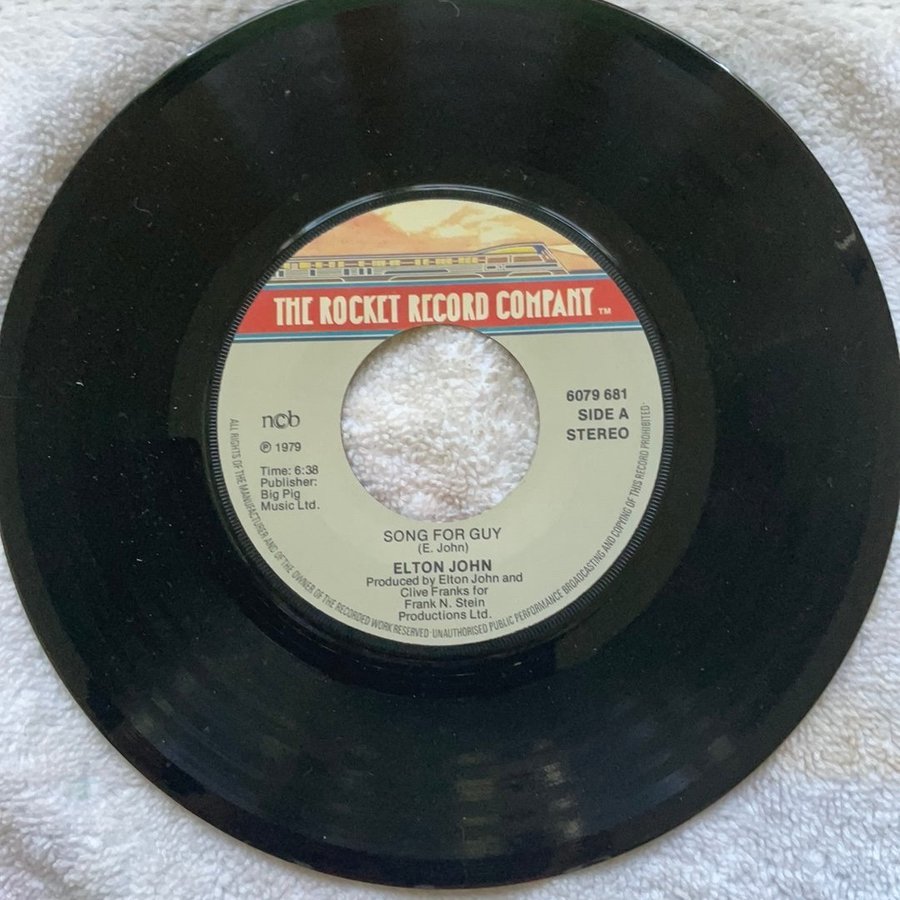 THE ROCKET RECORD COMPANY ™
6079 681
SIDE A
STEREO
ncb
℗ 1979
Time: 6:38
Publisher:
Big Pig
Music Ltd.
SONG FOR GUY
(E. John)
ELTON JOHN
Produced by Elton John and
Clive Franks for
Frank N. Stein
Productions Ltd.
ALL RIGHTS OF THE MANUFACTURER AND OF THE OWNER OF THE RECORDED WORK RESERVED · UNAUTHORISED PUBLIC PERFORMANCE BROADCASTING AND COPYING OF THIS RECORD PROHIBITED ·